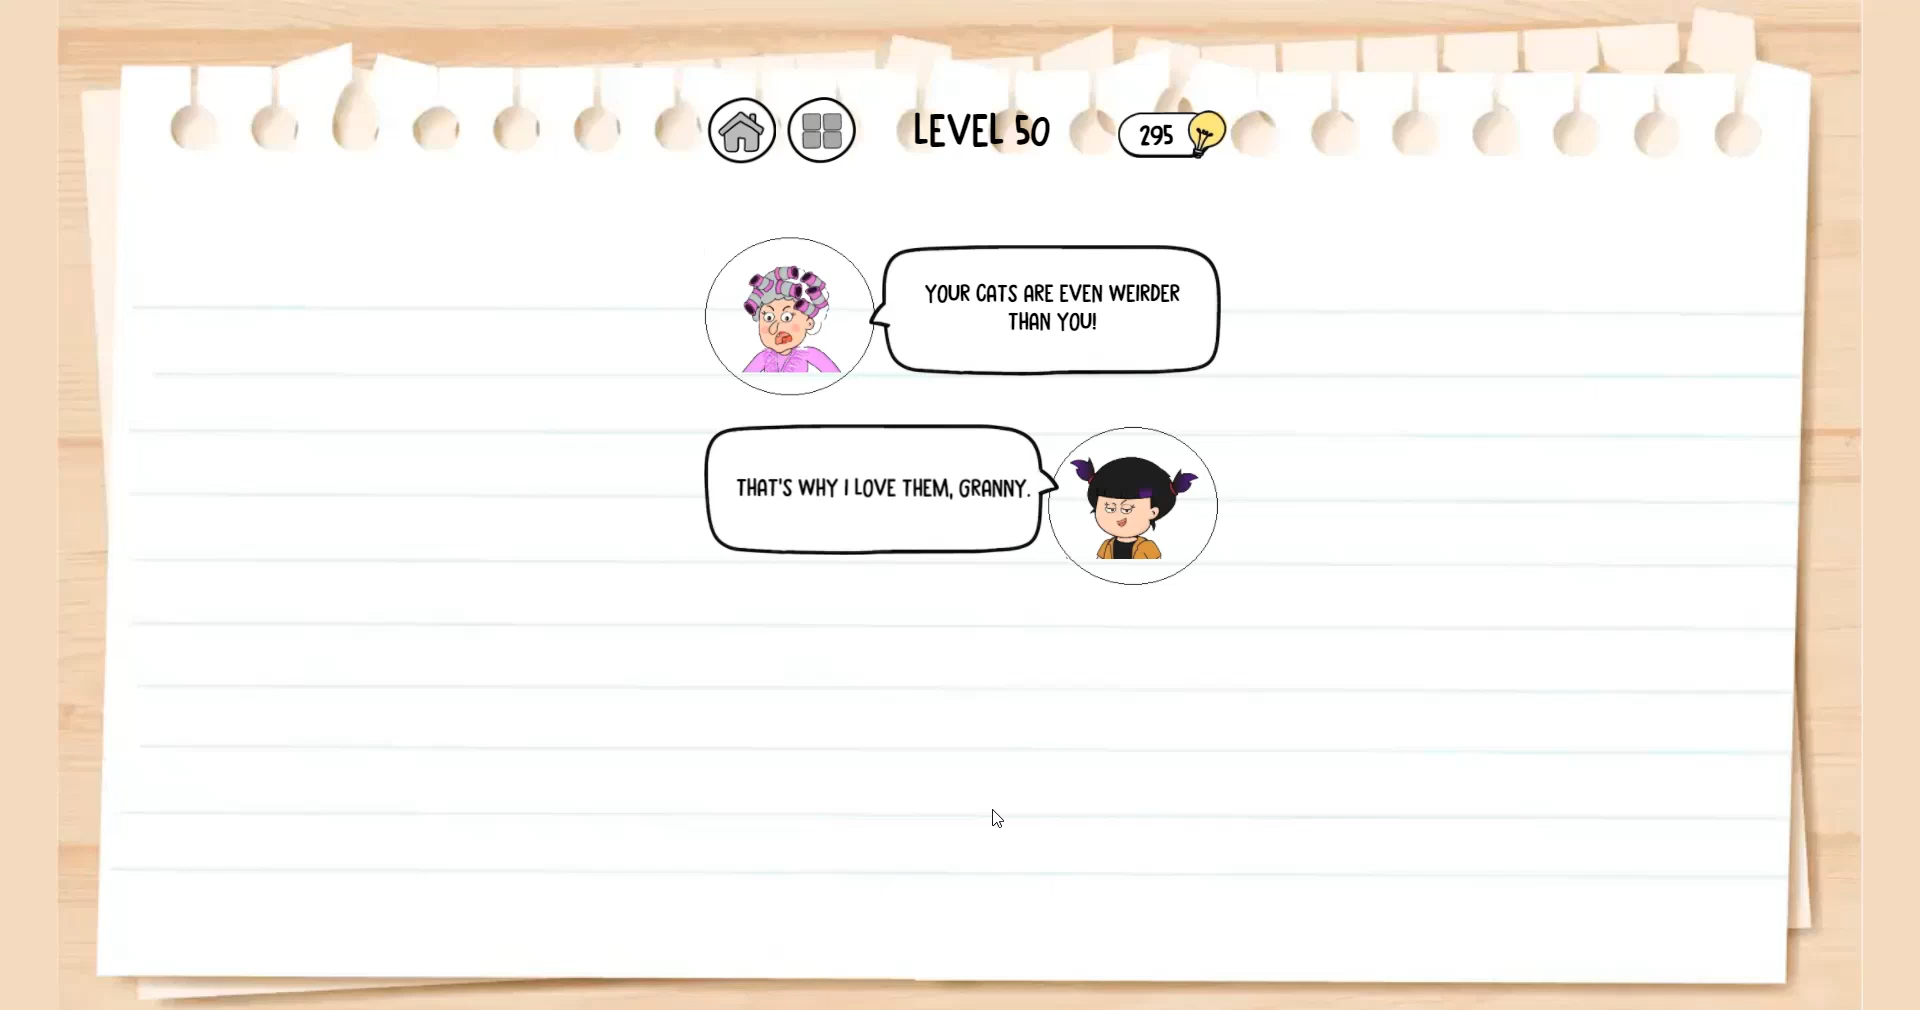 LEVEL 50
295
YOUR CATS ARE EVEN WEIRDER
THAN YOU!
THAT'S WHY I LOVE THEM, GRANNY.